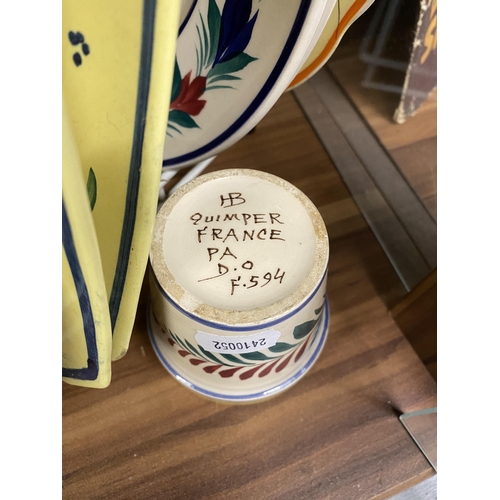 HB
QUIMPER
FRANCE
PA
D.O
F.594
2410052